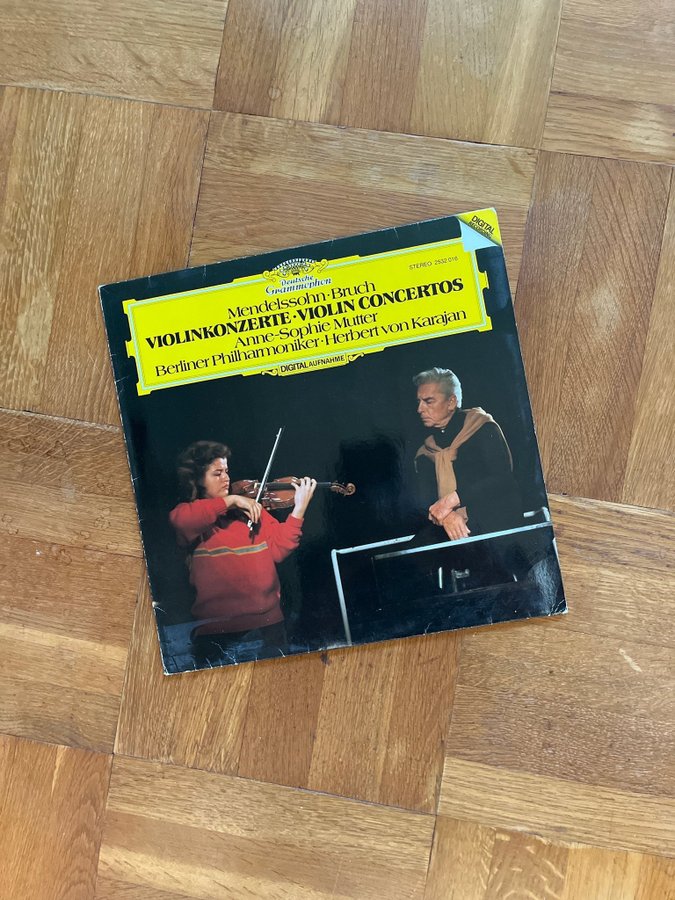 DIGITAL
RECORDING
Deutsche
Grammophon
STEREO 2532 016
Mendelssohn · Bruch
VIOLINKONZERTE · VIOLIN CONCERTOS
Anne-Sophie Mutter
Berliner Philharmoniker · Herbert von Karajan
DIGITAL AUFNAHME